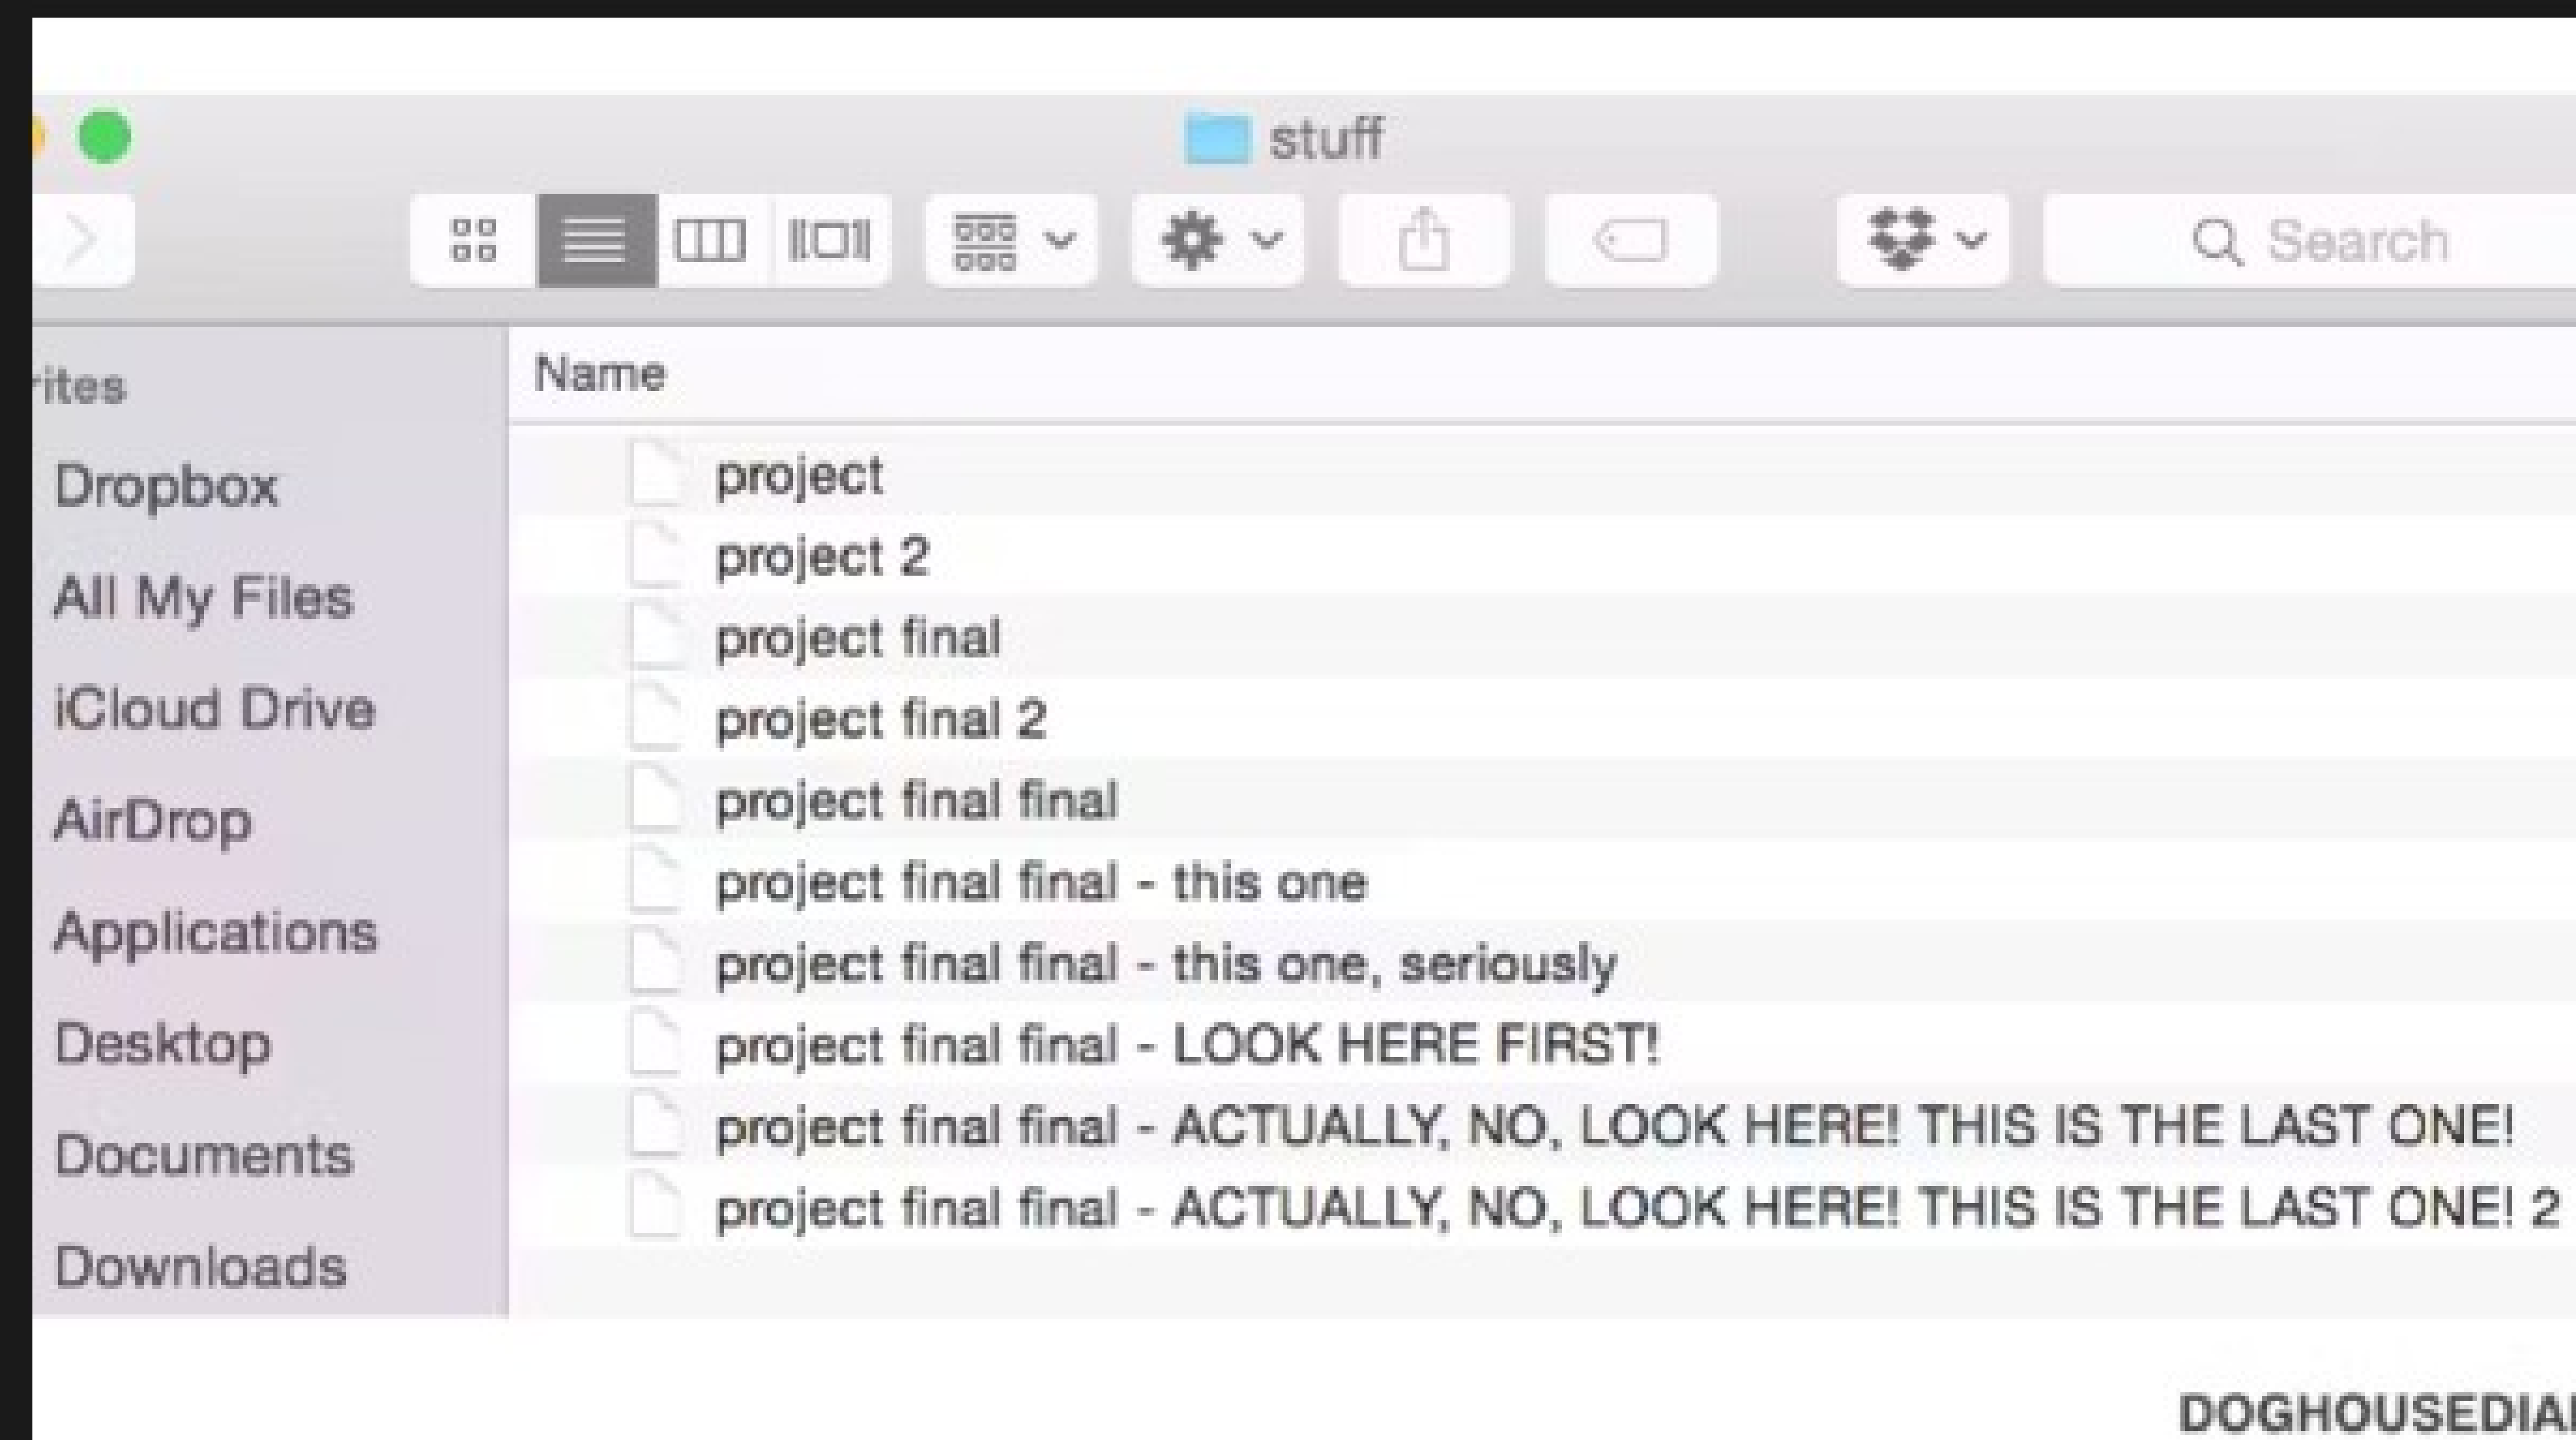 stuff
Search
rites
Name
Dropbox
All My Files
iCloud Drive
AirDrop
Applications
Desktop
Documents
Downloads
project
project 2
project final
project final 2
project final final
project final final - this one
project final final - this one, seriously
project final final - LOOK HERE FIRST!
project final final - ACTUALLY, NO, LOOK HERE! THIS IS THE LAST ONE!
project final final - ACTUALLY, NO, LOOK HERE! THIS IS THE LAST ONE! 2